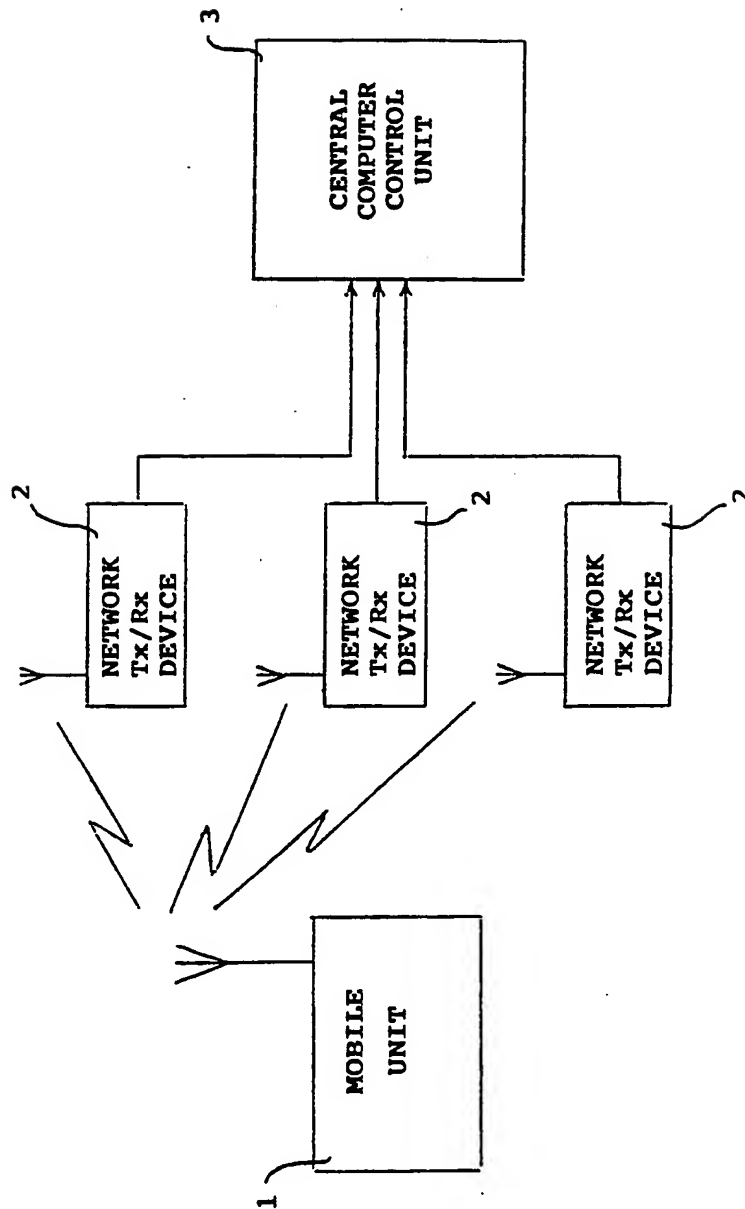 1
MOBILE
UNIT
2
NETWORK
Tx/Rx
DEVICE
NETWORK
Tx/Rx
DEVICE
2
NETWORK
Tx/Rx
DEVICE
2
3
CENTRAL
COMPUTER
CONTROL
UNIT